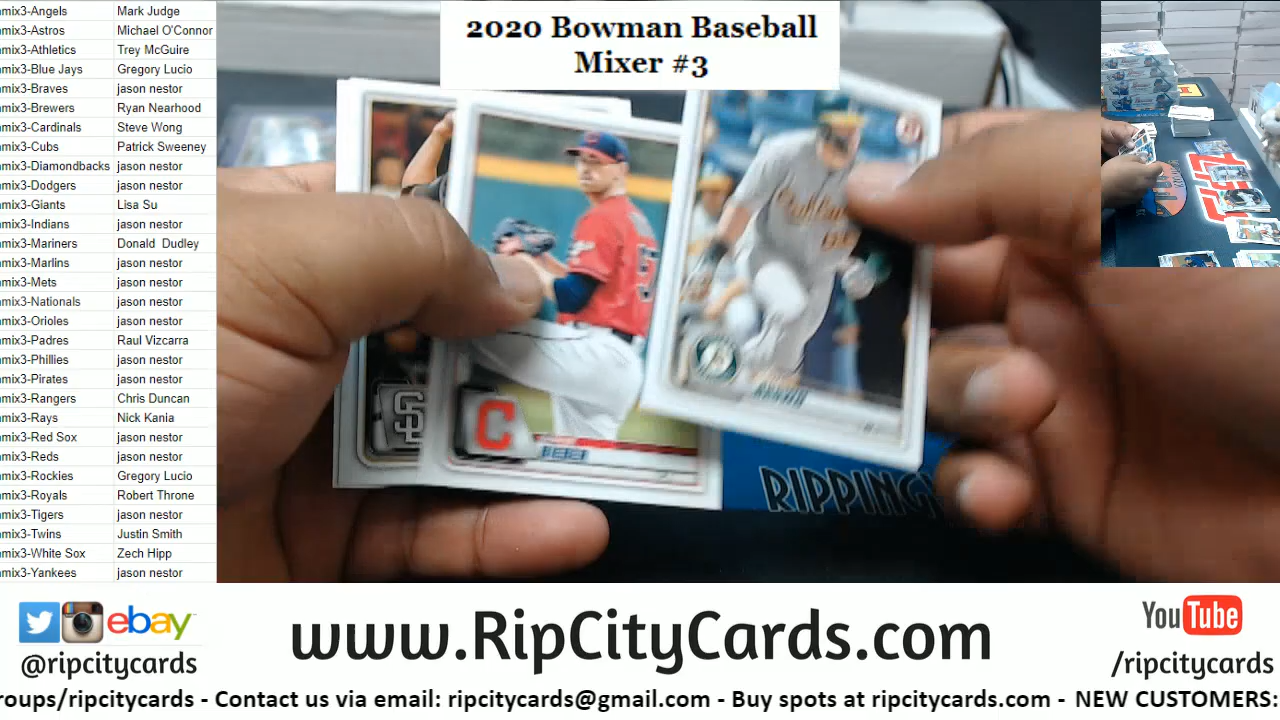 mix3-Angels Mark Judge
mix3-Astros Michael O'Connor
mix3-Athletics Trey McGuire
mix3-Blue Jays Gregory Lucio
mix3-Braves jason nestor
mix3-Brewers Ryan Nearhood
mix3-Cardinals Steve Wong
mix3-Cubs Patrick Sweeney
mix3-Diamondbacks jason nestor
mix3-Dodgers jason nestor
mix3-Giants Lisa Su
mix3-Indians jason nestor
mix3-Mariners Donald Dudley
mix3-Marlins jason nestor
mix3-Mets jason nestor
mix3-Nationals jason nestor
mix3-Orioles jason nestor
mix3-Padres Raul Vizcarra
mix3-Phillies jason nestor
mix3-Pirates jason nestor
mix3-Rangers Chris Duncan
mix3-Rays Nick Kania
mix3-Red Sox jason nestor
mix3-Reds jason nestor
mix3-Rockies Gregory Lucio
mix3-Royals Robert Throne
mix3-Tigers jason nestor
mix3-Twins Justin Smith
mix3-White Sox Zech Hipp
mix3-Yankees jason nestor
2020 Bowman Baseball
Mixer #3
SD
C
BIEBER
RIPPING
ebay
@ripcitycards
www.RipCityCards.com
YouTube
/ripcitycards
roups/ripcitycards - Contact us via email: ripcitycards@gmail.com - Buy spots at ripcitycards.com - NEW CUSTOMERS: